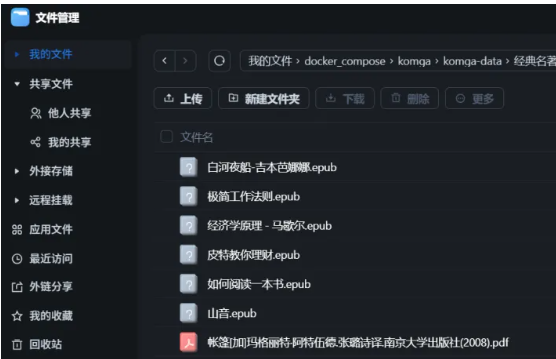 文件管理
我的文件
共享文件
他人共享
我的共享
外接存储
远程挂载
应用文件
最近访问
外链分享
我的收藏
回收站
我的文件 › docker_compose › komga › komga-data › 经典名著
上传 新建文件夹 下载 删除 更多
文件名
白河夜船-吉本芭娜娜.epub
极简工作法则.epub
经济学原理 - 马歇尔.epub
皮特教你理财.epub
如何阅读一本书.epub
山音.epub
帐篷[加]玛格丽特·阿特伍德.张璐诗译.南京大学出版社(2008).pdf